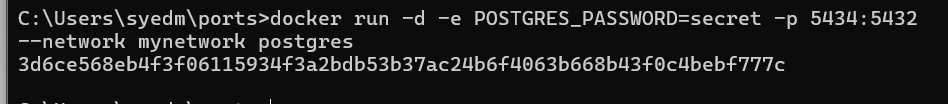 C:\Users\syedm\ports>docker run -d -e POSTGRES_PASSWORD=secret -p 5434:5432
--network mynetwork postgres
3d6ce568eb4f3f06115934f3a2bdb53b37ac24b6f4063b668b43f0c4bebf777c